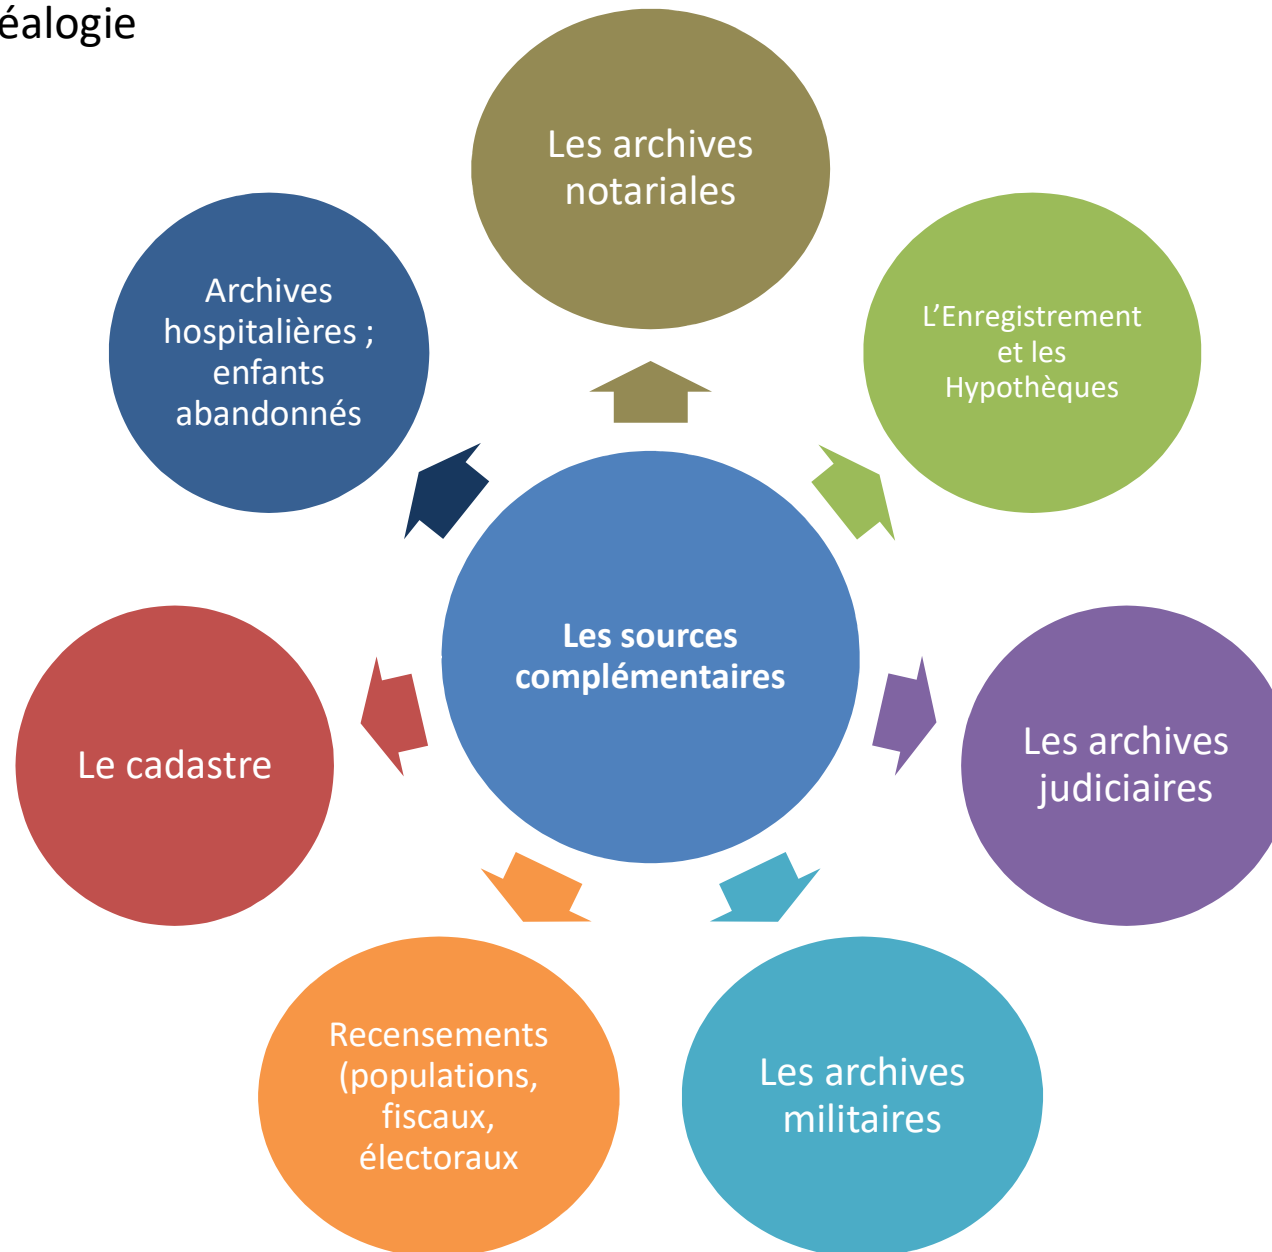 éalogie
Les archives
notariales
L’Enregistrement
et les
Hypothèques
Les archives
judiciaires
Les archives
militaires
Recensements
(populations,
fiscaux,
électoraux
Le cadastre
Archives
hospitalières ;
enfants
abandonnés
Les sources
complémentaires